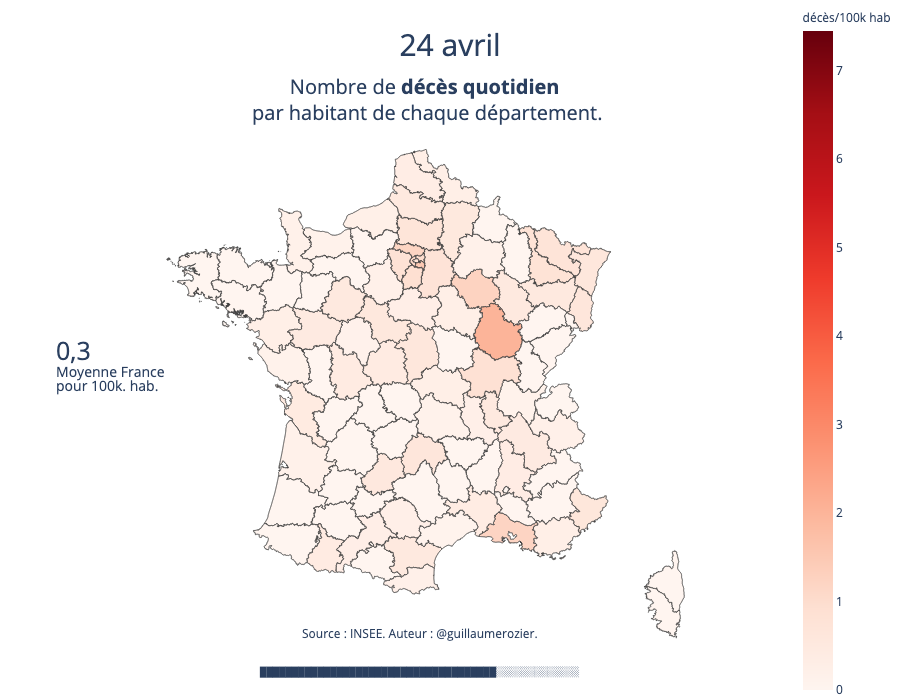 décès/100k hab
24 avril
Nombre de décès quotidien
par habitant de chaque département.
7
6
5
4
3
2
1
0
0,3
Moyenne France
pour 100k. hab.
Source : INSEE. Auteur : @guillaumerozier.